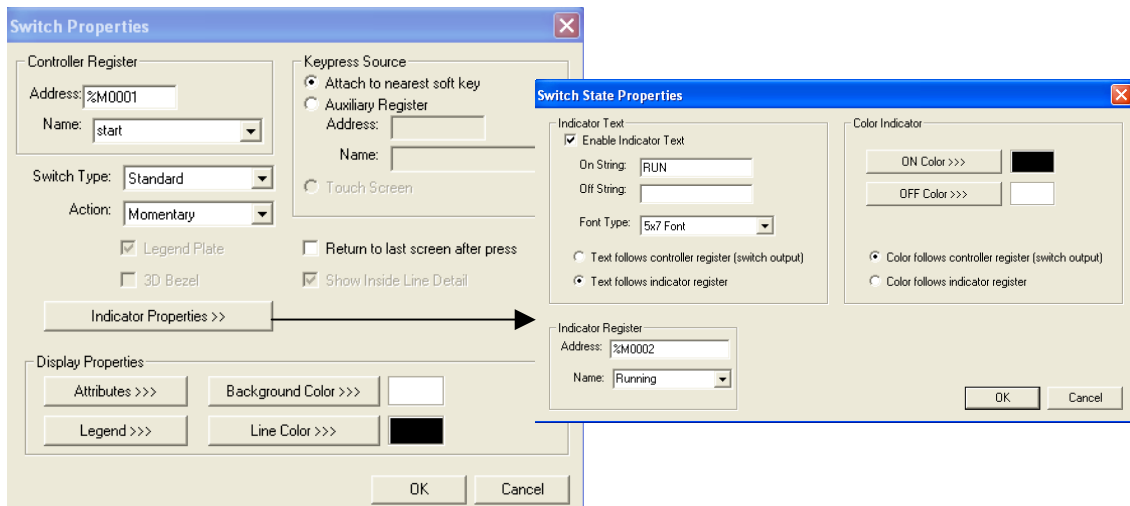 Switch Properties
Controller Register
Address: %M0001
Name: start
Switch Type: Standard
Action: Momentary
Legend Plate
3D Bezel
Indicator Properties >>
Keypress Source
Attach to nearest soft key
Auxiliary Register
Address:
Name:
Touch Screen
Return to last screen after press
Show Inside Line Detail
Display Properties
Attributes >>>
Background Color >>>
Legend >>>
Line Color >>>
OK
Cancel
Switch State Properties
Indicator Text
Enable Indicator Text
On String: RUN
Off String:
Font Type: 5x7 Font
Text follows controller register (switch output)
Text follows indicator register
Color Indicator
ON Color >>>
OFF Color >>>
Color follows controller register (switch output)
Color follows indicator register
Indicator Register
Address: %M0002
Name: Running
OK
Cancel